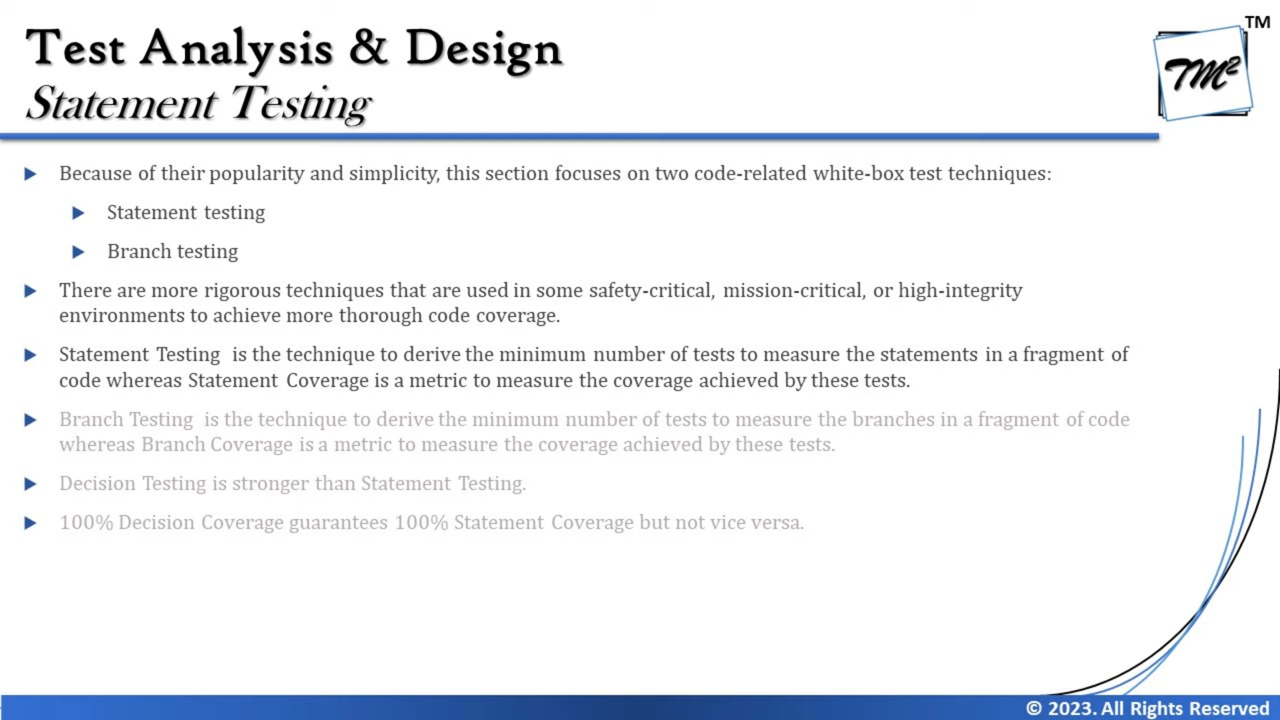 Test Analysis & Design
TM
TM²
Statement Testing
Because of their popularity and simplicity, this section focuses on two code-related white-box test techniques:
Statement testing
Branch testing
There are more rigorous techniques that are used in some safety-critical, mission-critical, or high-integrity
environments to achieve more thorough code coverage.
Statement Testing is the technique to derive the minimum number of tests to measure the statements in a fragment of
code whereas Statement Coverage is a metric to measure the coverage achieved by these tests.
Branch Testing is the technique to derive the minimum number of tests to measure the branches in a fragment of code
whereas Branch Coverage is a metric to measure the coverage achieved by these tests.
Decision Testing is stronger than Statement Testing.
100% Decision Coverage guarantees 100% Statement Coverage but not vice versa.
© 2023. All Rights Reserved